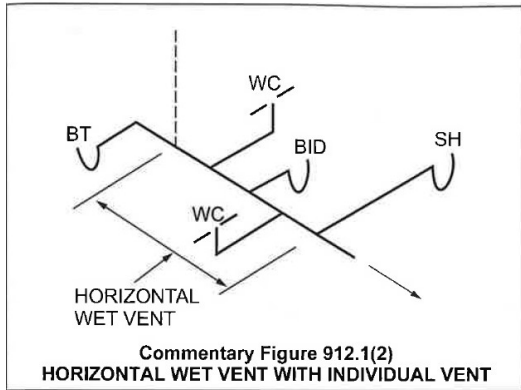 WC
BT
BID
SH
WC
HORIZONTAL
WET VENT
Commentary Figure 912.1(2)
HORIZONTAL WET VENT WITH INDIVIDUAL VENT